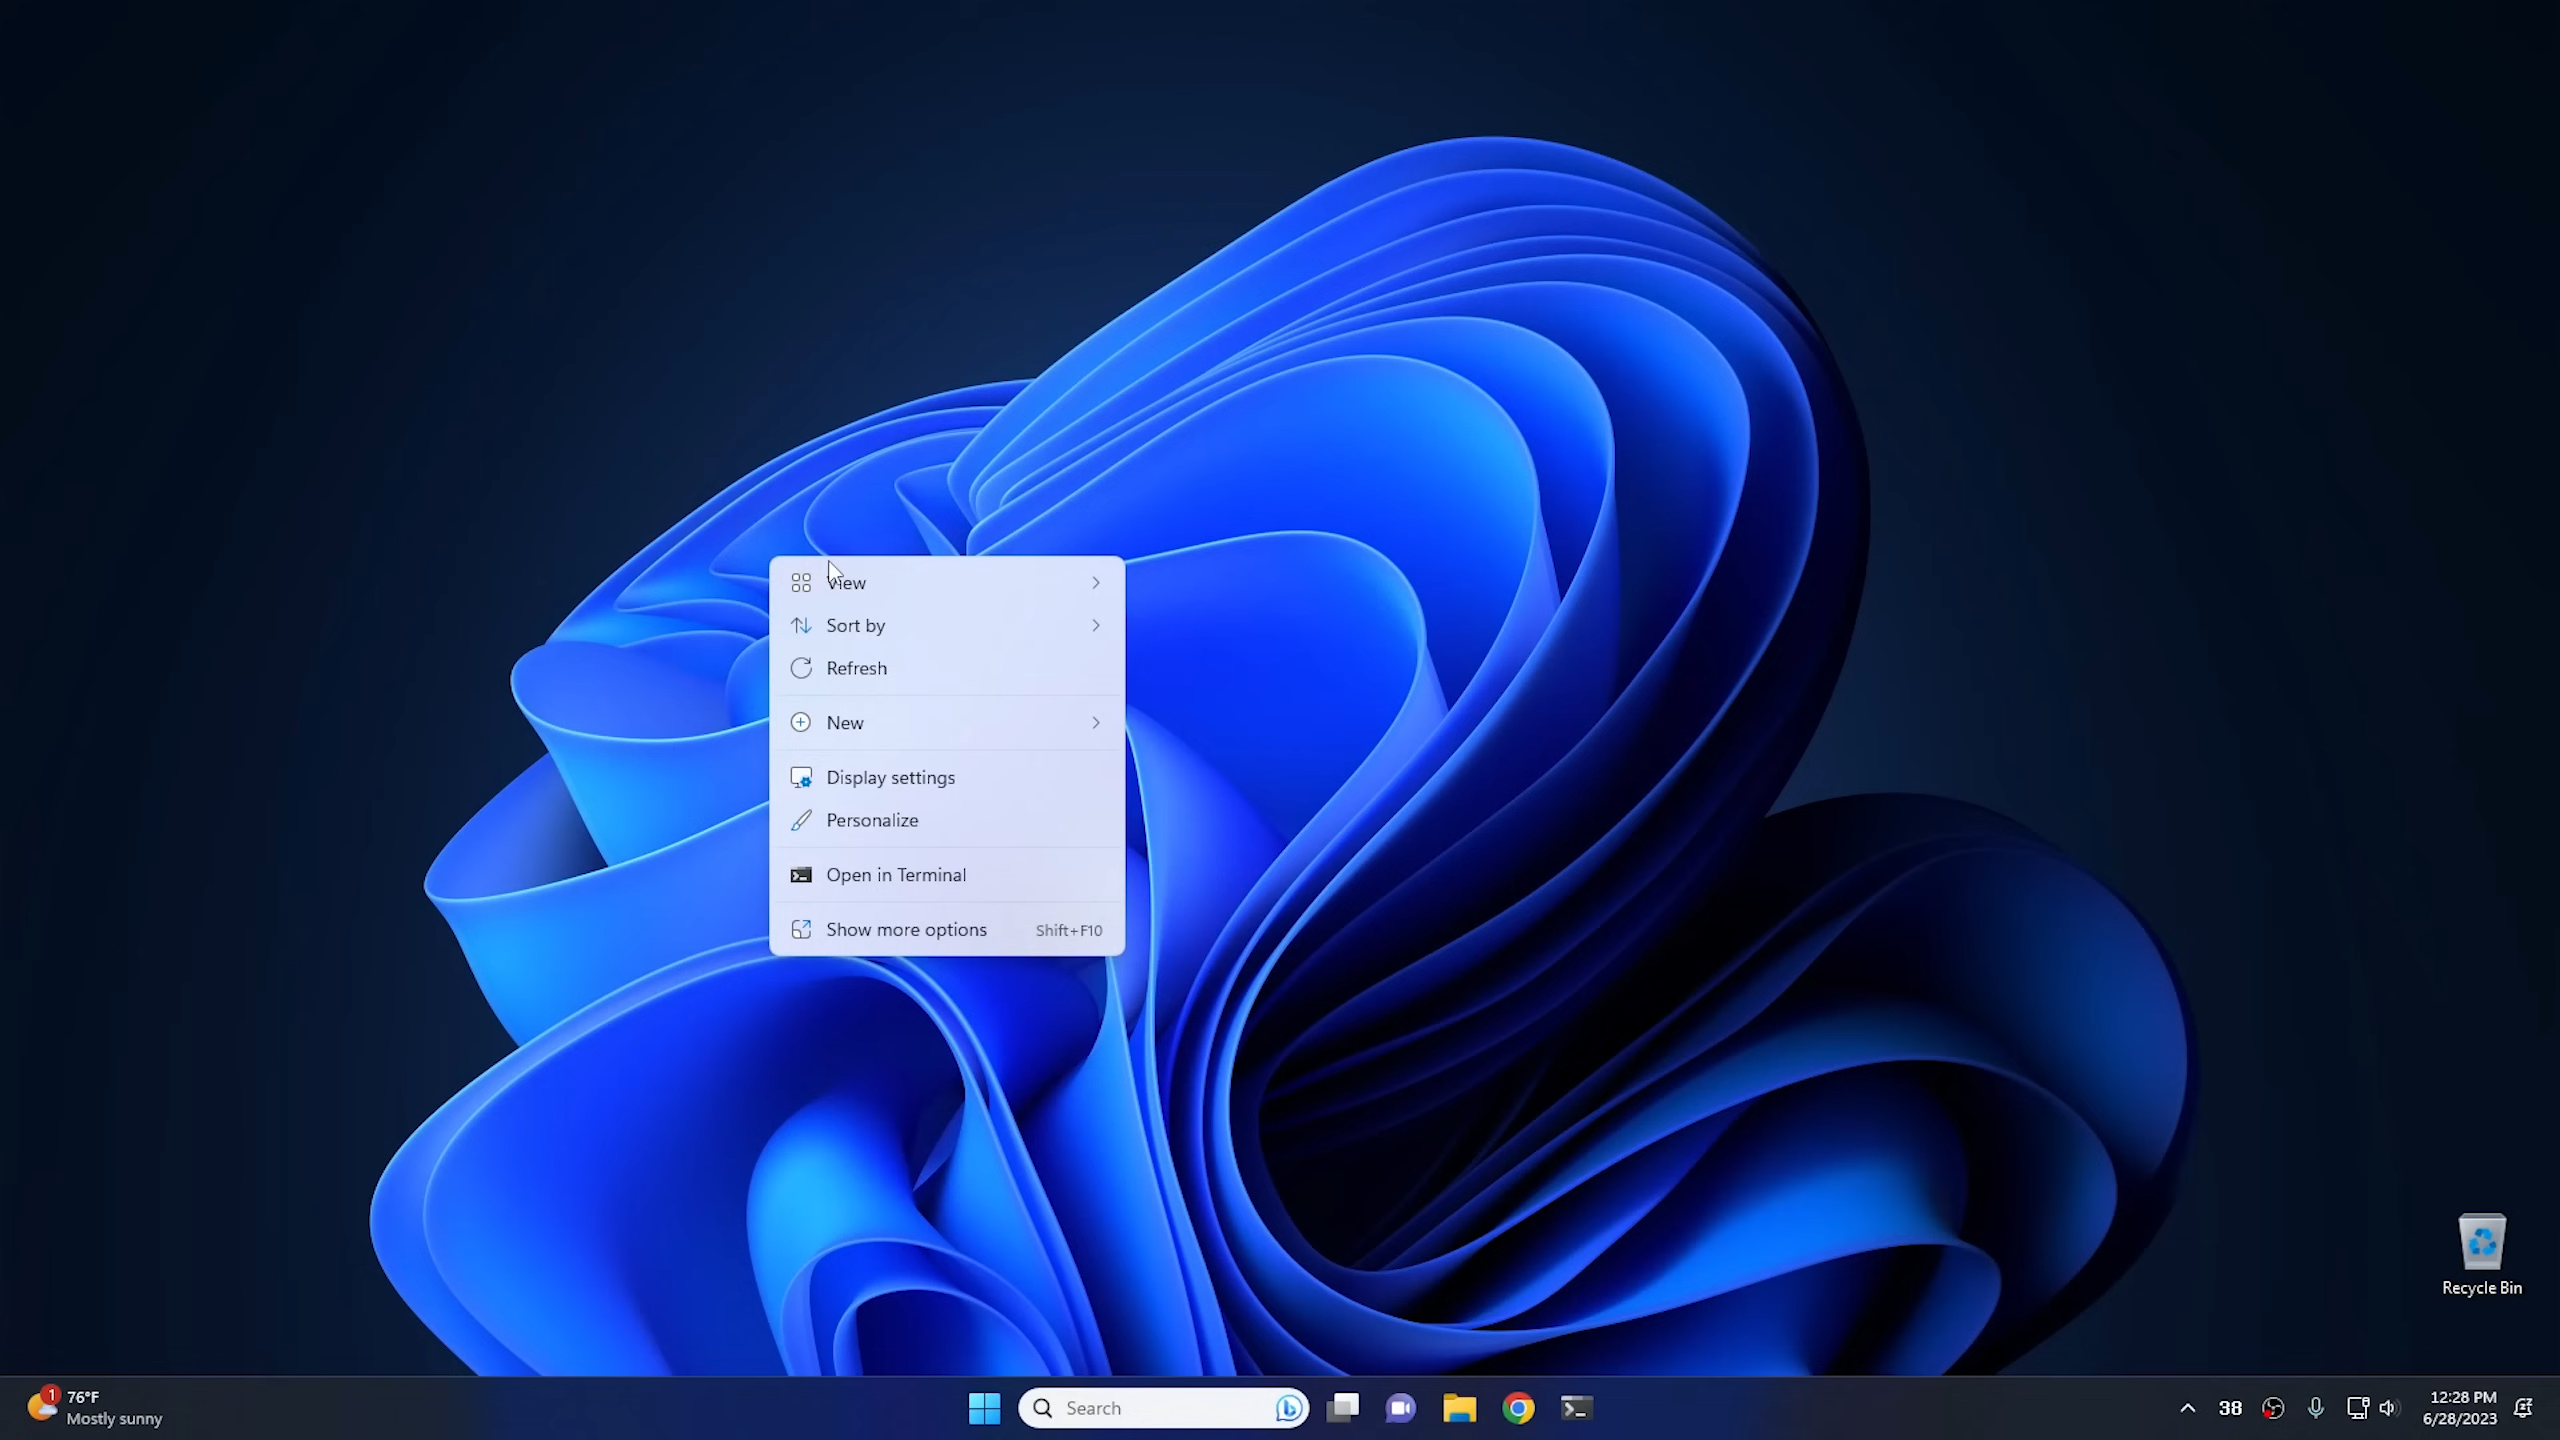 View
Sort by
Refresh
New
Display settings
Personalize
Open in Terminal
Show more options Shift+F10
Recycle Bin
1
76°F
Mostly sunny
Search
38
12:28 PM
6/28/2023